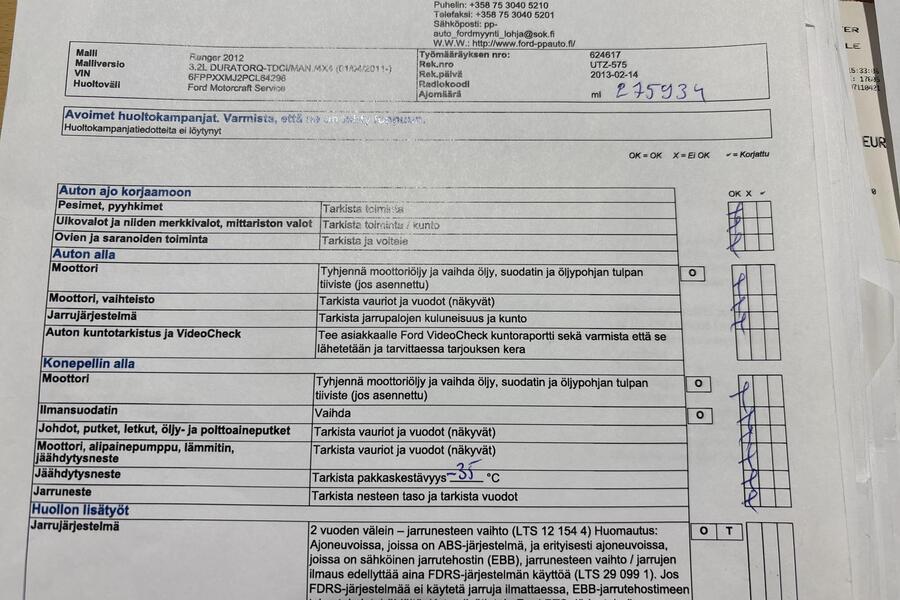 Puhelin: +358 75 3040 5210
Telefaksi: +358 75 3040 5201
Sähköposti: pp-
auto_fordmyynti_lohja@sok.fi
W.W.W.: http://www.ford-ppauto.fi/
Malli Ranger 2012 Työmääräyksen nro: 624617
Malliversio 3.2L DURATORQ-TDCI/MAN.MX4 (01/04/2011-) Rek.nro UTZ-575
VIN 6FPPXXMJ2PCL84296 Rek.päivä 2013-02-14
Huoltoväli Ford Motorcraft Service Radiokoodi
Ajomäärä ml 275934
Avoimet huoltokampanjat. Varmista, että
Huoltokampanjatiedotteita ei löytynyt
OK = OK X = Ei OK ✓ = Korjattu
Auton ajo korjaamoon OK X ✓
Pesimet, pyyhkimet Tarkista toiminta
Ulkovalot ja niiden merkkivalot, mittariston valot Tarkista toiminta / kunto
Ovien ja saranoiden toiminta Tarkista ja voitele
Auton alla
Moottori Tyhjennä moottoriöljy ja vaihda öljy, suodatin ja öljypohjan tulpan O
tiiviste (jos asennettu)
Moottori, vaihteisto Tarkista vauriot ja vuodot (näkyvät)
Jarrujärjestelmä Tarkista jarrupalojen kuluneisuus ja kunto
Auton kuntotarkistus ja VideoCheck Tee asiakkaalle Ford VideoCheck kuntoraportti sekä varmista että se
lähetetään ja tarvittaessa tarjouksen kera
Konepellin alla
Moottori Tyhjennä moottoriöljy ja vaihda öljy, suodatin ja öljypohjan tulpan O
tiiviste (jos asennettu)
Ilmansuodatin Vaihda O
Johdot, putket, letkut, öljy- ja polttoaineputket Tarkista vauriot ja vuodot (näkyvät)
Moottori, alipainepumppu, lämmitin, Tarkista vauriot ja vuodot (näkyvät)
jäähdytysneste
Jäähdytysneste Tarkista pakkaskestävyys -35 °C
Jarruneste Tarkista nesteen taso ja tarkista vuodot
Huollon lisätyöt
Jarrujärjestelmä 2 vuoden välein – jarrunesteen vaihto (LTS 12 154 4) Huomautus: O T
Ajoneuvoissa, joissa on ABS-järjestelmä, ja erityisesti ajoneuvoissa,
joissa on sähköinen jarrutehostin (EBB), jarrunesteen vaihto / jarrujen
ilmaus edellyttää aina FDRS-järjestelmän käyttöä (LTS 29 099 1). Jos
FDRS-järjestelmää ei käytetä jarruja ilmattaessa, EBB-jarrutehostimeen
EUR